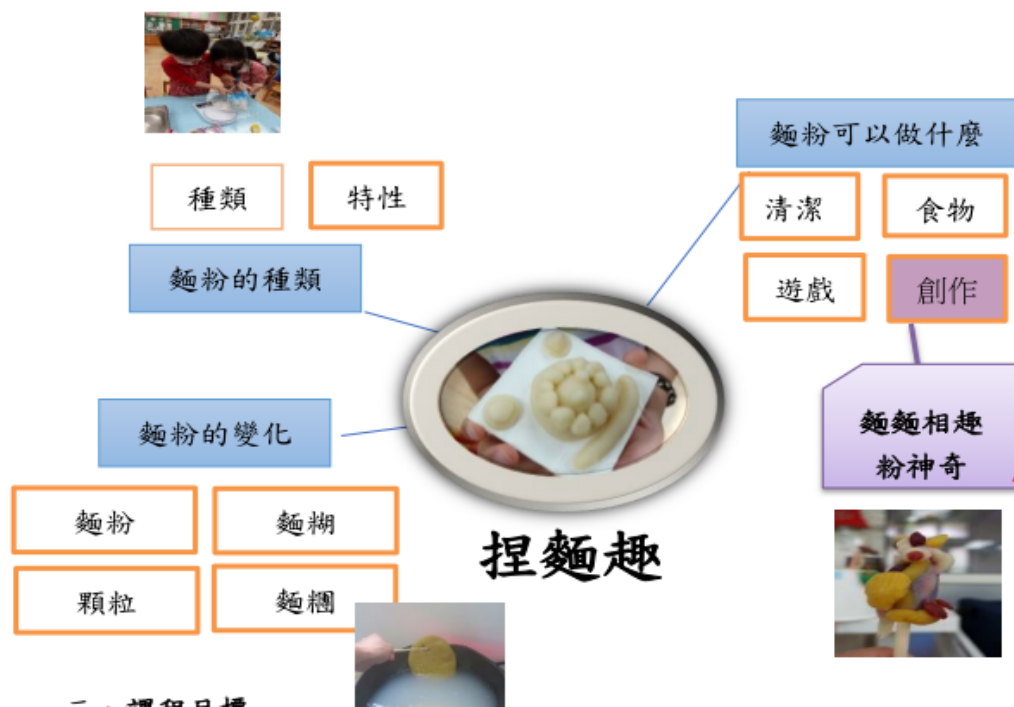 種類
特性
麵粉的種類
麵粉的變化
麵粉
麵糊
顆粒
麵糰
捏麵趣
麵粉可以做什麼
清潔
食物
遊戲
創作
麵麵相趣
粉神奇